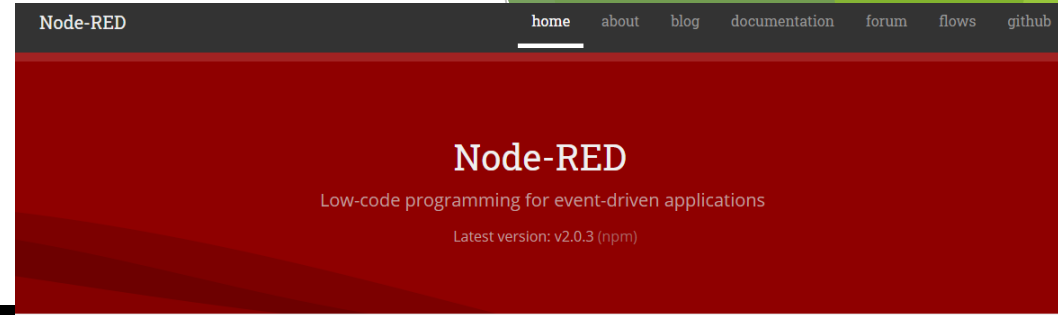 Node-RED home about blog documentation forum flows github
Node-RED
Low-code programming for event-driven applications
Latest version: v2.0.3 (npm)